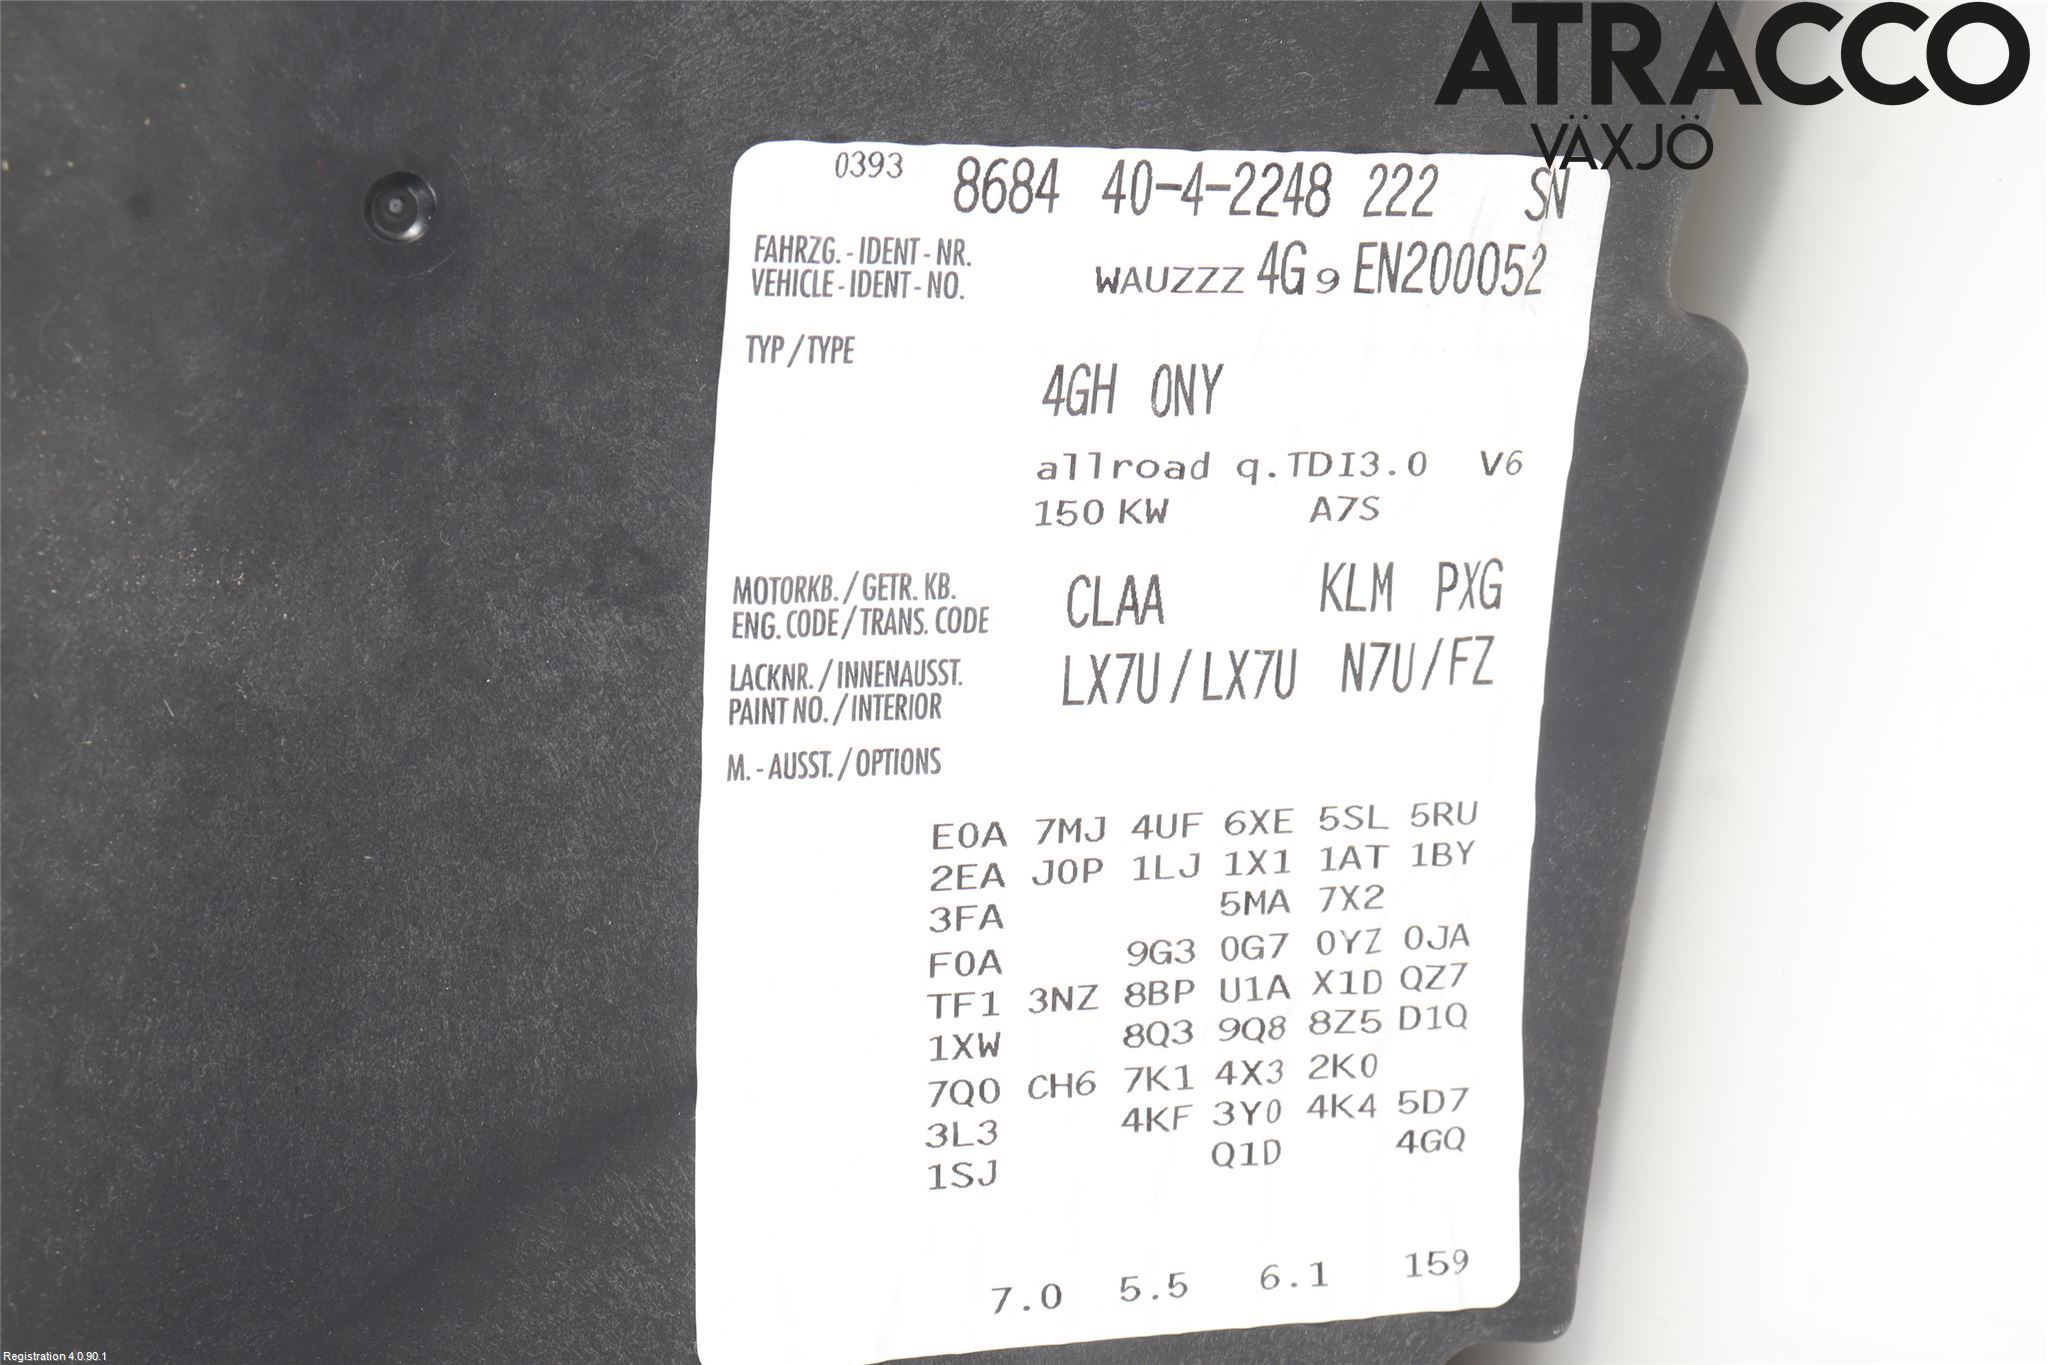 ATRACCO
VÄXJÖ
0393 8684 40-4-2248 222 SN
FAHRZG.-IDENT-NR.
VEHICLE-IDENT-NO. WAUZZZ 4G9 EN200052
TYP/TYPE
4GH 0NY
allroad q.TDI3.0 V6
150 KW A7S
MOTORKB./GETR. KB.
ENG. CODE/TRANS. CODE CLAA KLM PXG
LACKNR./INNENAUSST.
PAINT NO./INTERIOR LX7U/LX7U N7U/FZ
M.-AUSST./OPTIONS
E0A 7MJ 4UF 6XE 5SL 5RU
2EA J0P 1LJ 1X1 1AT 1BY
3FA 5MA 7X2
F0A 9G3 0G7 0YZ 0JA
TF1 3NZ 8BP U1A X1D QZ7
1XW 8Q3 9Q8 8Z5 D1Q
7Q0 CH6 7K1 4X3 2K0
3L3 4KF 3Y0 4K4 5D7
1SJ Q1D 4GQ
7.0 5.5 6.1 159
Registration 4.0.90.1